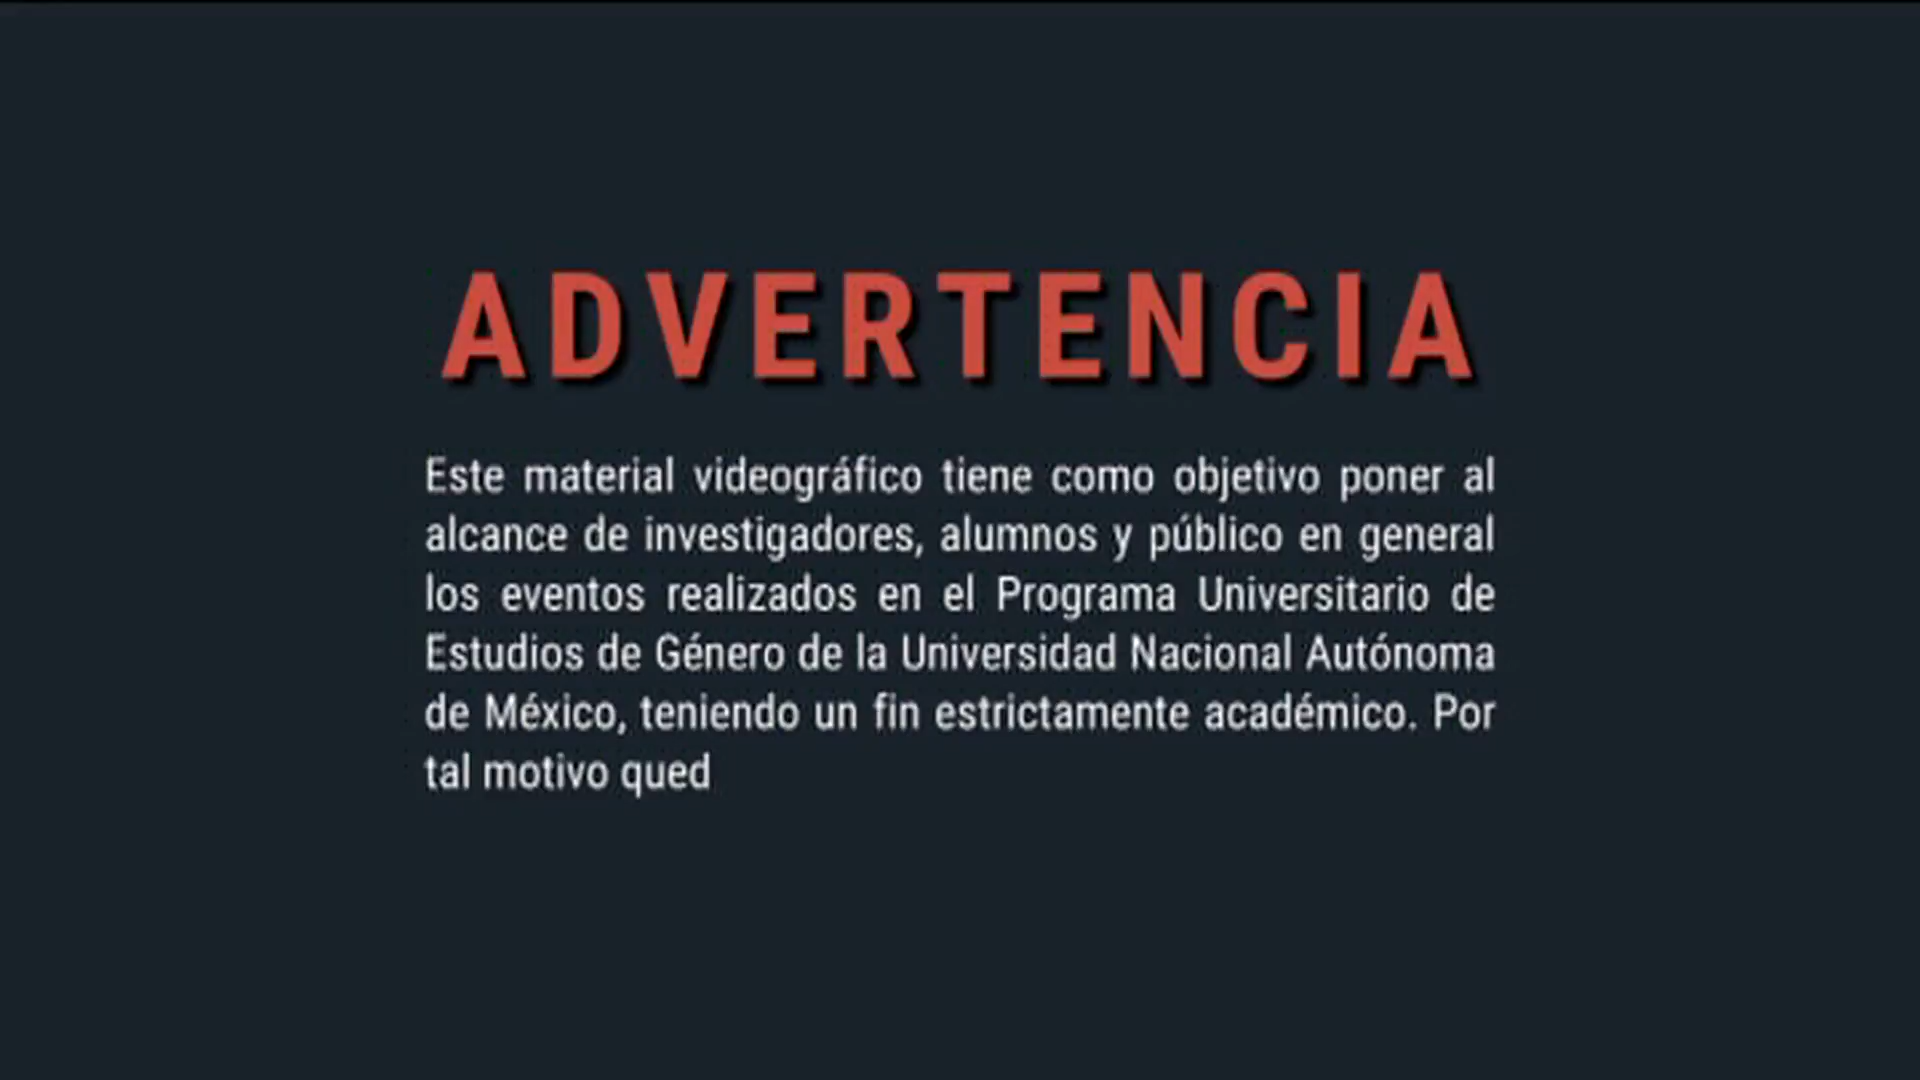 ADVERTENCIA
Este material videográfico tiene como objetivo poner al
alcance de investigadores, alumnos y público en general
los eventos realizados en el Programa Universitario de
Estudios de Género de la Universidad Nacional Autónoma
de México, teniendo un fin estrictamente académico. Por
tal motivo qued